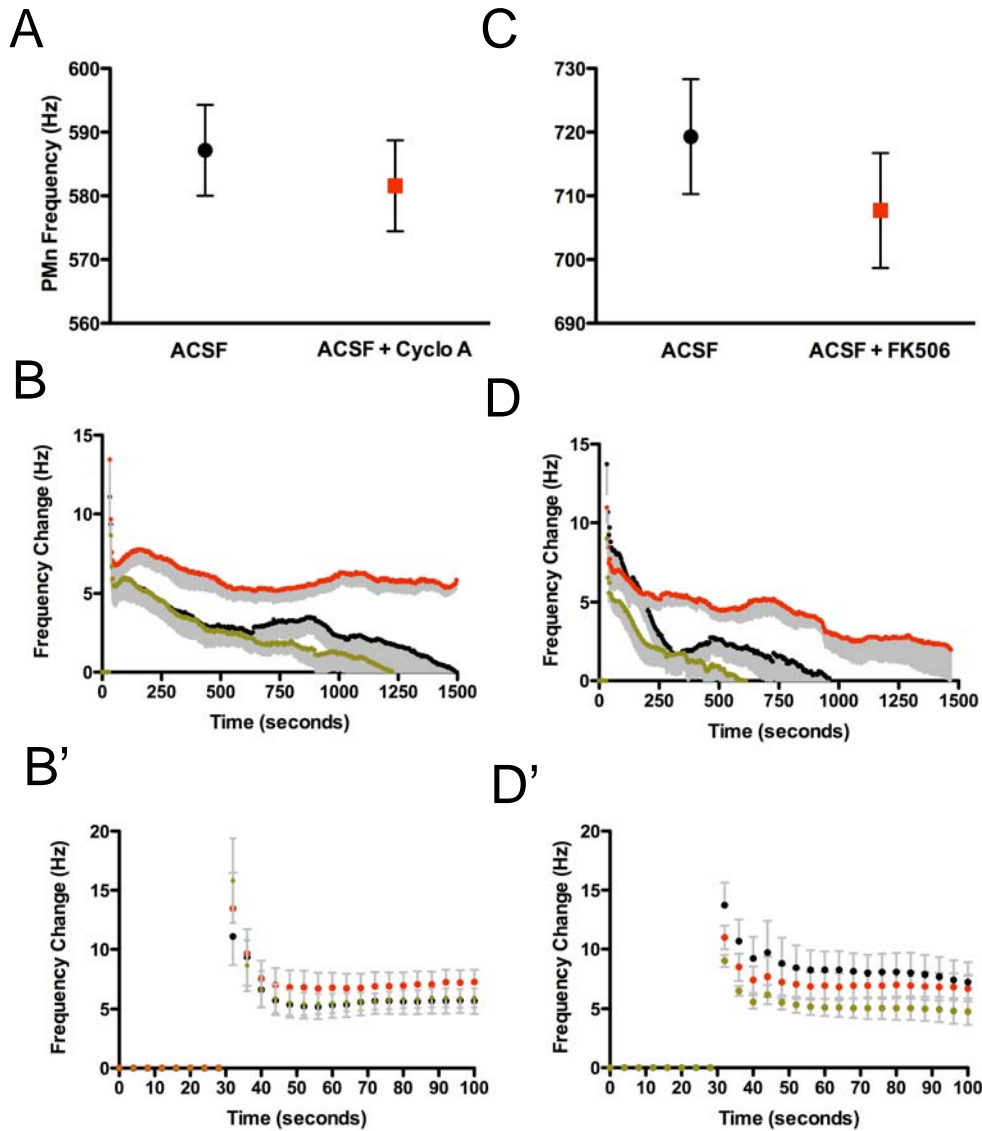 A
600
590
580
570
560
PMn Frequency (Hz)
ACSF
ACSF + Cyclo A
C
730
720
710
700
690
ACSF
ACSF + FK506
B
15
10
5
0
Frequency Change (Hz)
0 250 500 750 1000 1250 1500
Time (seconds)
D
15
10
5
0
Frequency Change (Hz)
0 250 500 750 1000 1250 1500
Time (seconds)
B’
20
15
10
5
0
Frequency Change (Hz)
0 10 20 30 40 50 60 70 80 90 100
Time (seconds)
D’
20
15
10
5
0
Frequency Change (Hz)
0 10 20 30 40 50 60 70 80 90 100
Time (seconds)